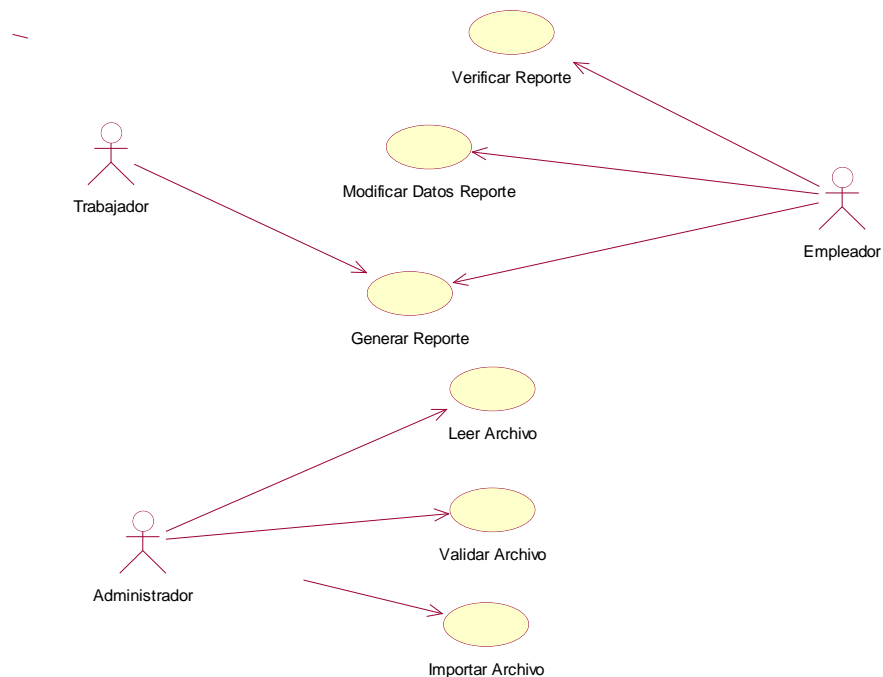 Verificar Reporte
Modificar Datos Reporte
Trabajador
Empleador
Generar Reporte
Leer Archivo
Validar Archivo
Administrador
Importar Archivo